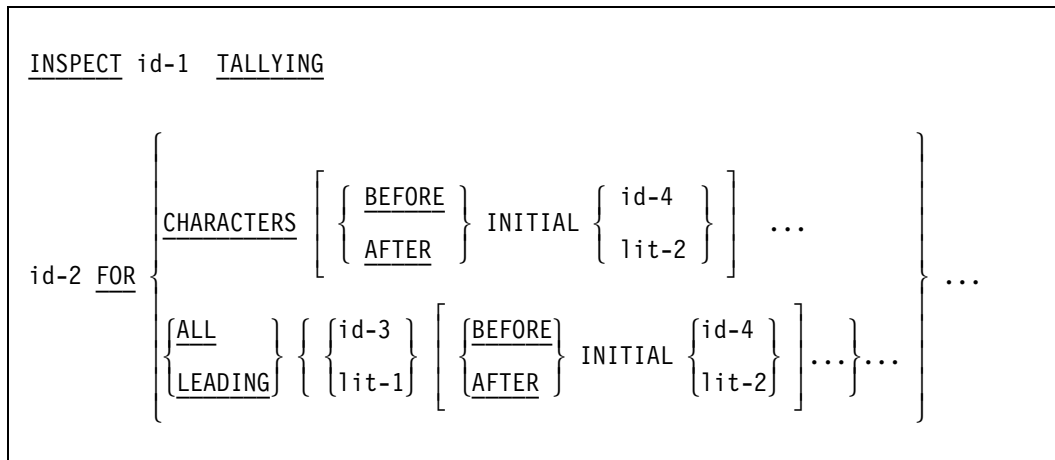 INSPECT id-1 TALLYING
BEFORE id-4
CHARACTERS INITIAL ...
AFTER lit-2
id-2 FOR ...
ALL id-3 BEFORE id-4
INITIAL ... ...
LEADING lit-1 AFTER lit-2